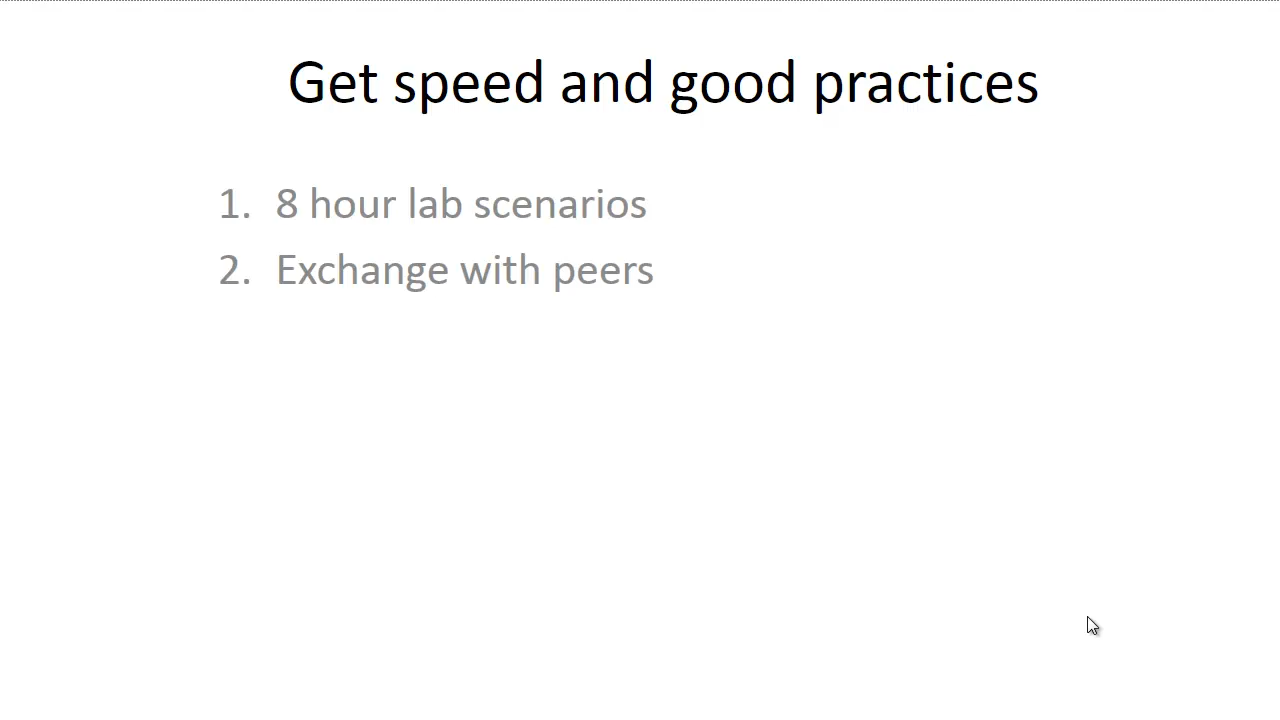 Get speed and good practices
1. 8 hour lab scenarios
2. Exchange with peers